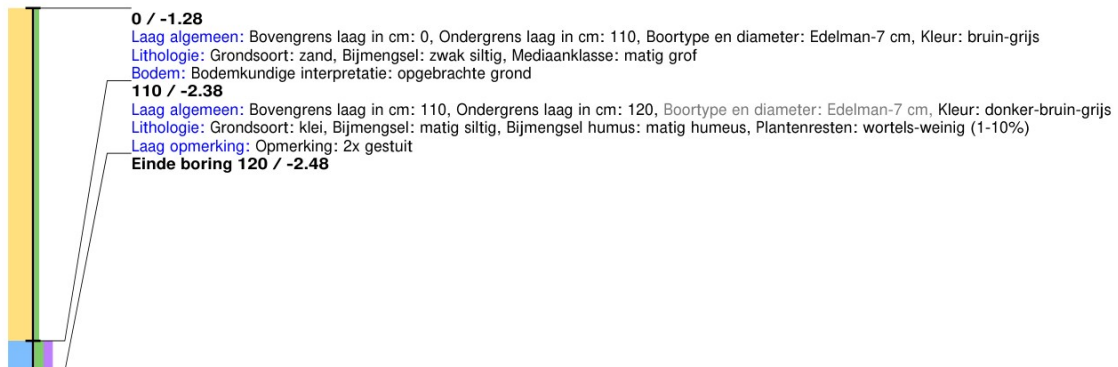 0 / -1.28
Laag algemeen: Bovengrens laag in cm: 0, Ondergrens laag in cm: 110, Boortype en diameter: Edelman-7 cm, Kleur: bruin-grijs
Lithologie: Grondsoort: zand, Bijmengsel: zwak siltig, Mediaanklasse: matig grof
Bodem: Bodemkundige interpretatie: opgebrachte grond
110 / -2.38
Laag algemeen: Bovengrens laag in cm: 110, Ondergrens laag in cm: 120, Boortype en diameter: Edelman-7 cm, Kleur: donker-bruin-grijs
Lithologie: Grondsoort: klei, Bijmengsel: matig siltig, Bijmengsel humus: matig humeus, Plantenresten: wortels-weinig (1-10%)
Laag opmerking: Opmerking: 2x gestuit
Einde boring 120 / -2.48